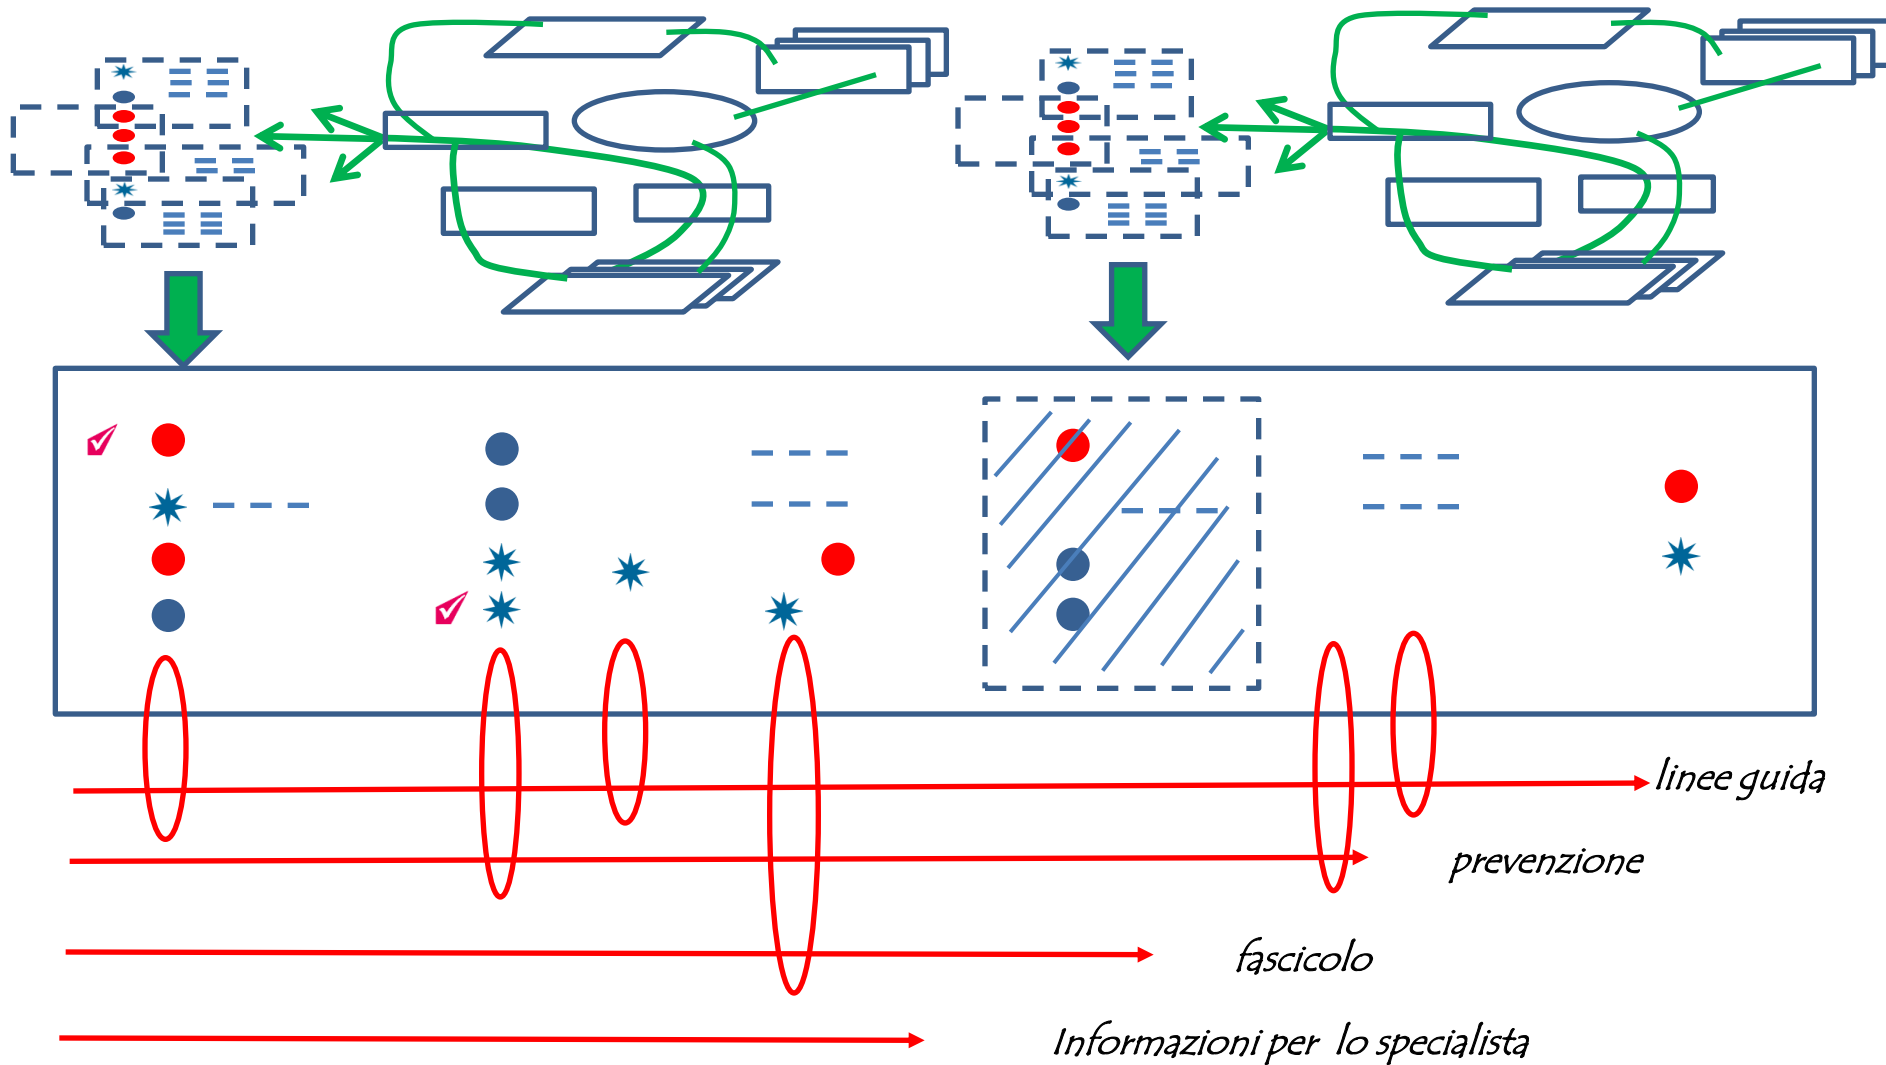 linee guida
prevenzione
fascicolo
Informazioni per lo specialista